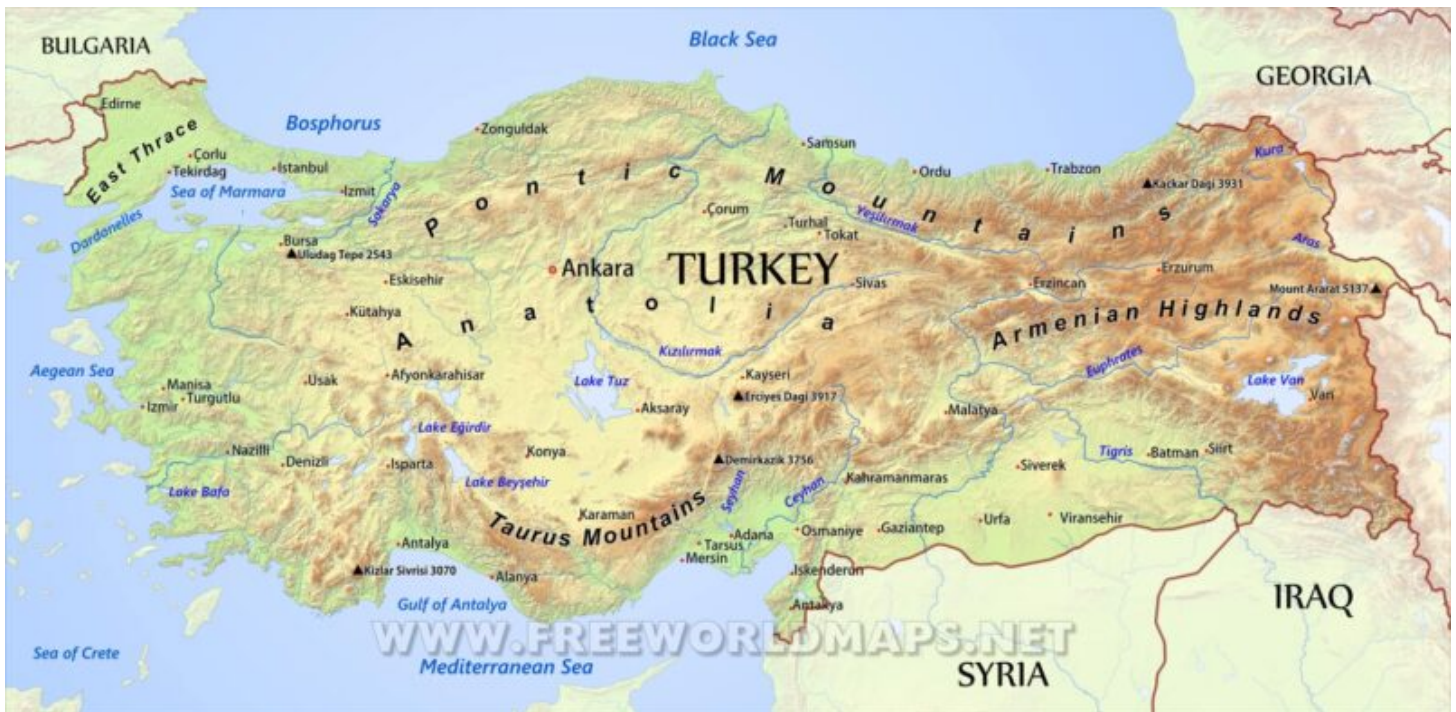 Black Sea
BULGARIA
GEORGIA
Edirne
Bosphorus
Zonguldak
East Thrace
Çorlu
Tekirdag
Istanbul
Samsun
Ordu
Trabzon
Kura
Sea of Marmara
Izmit
Sakarya
Pontic Mountains
Kackar Dagi 3931
Dardanelles
Çorum
Turhal
Tokat
Yeşilırmak
Bursa
Uludag Tepe 2543
Aras
Ankara
TURKEY
Eskisehir
Sivas
Erzincan
Erzurum
Mount Ararat 5137
Kütahya
Anatolia
Armenian Highlands
Kızılırmak
Euphrates
Aegean Sea
Manisa
Turgutlu
Izmir
Usak
Afyonkarahisar
Lake Tuz
Kayseri
Erciyes Dagi 3917
Lake Van
Van
Aksaray
Malatya
Lake Eğirdir
Nazilli
Denizli
Isparta
Konya
Demirkazik 3756
Tigris
Batman
Siirt
Siverek
Lake Bafa
Lake Beyşehir
Seyhan
Ceyhan
Kahramanmaras
Karaman
Taurus Mountains
Adana
Tarsus
Mersin
Osmaniye
Gaziantep
Urfa
Viransehir
Antalya
Kizlar Sivrisi 3070
Alanya
Iskenderun
Antakya
Gulf of Antalya
IRAQ
WWW.FREEWORLDMAPS.NET
Sea of Crete
Mediterranean Sea
SYRIA